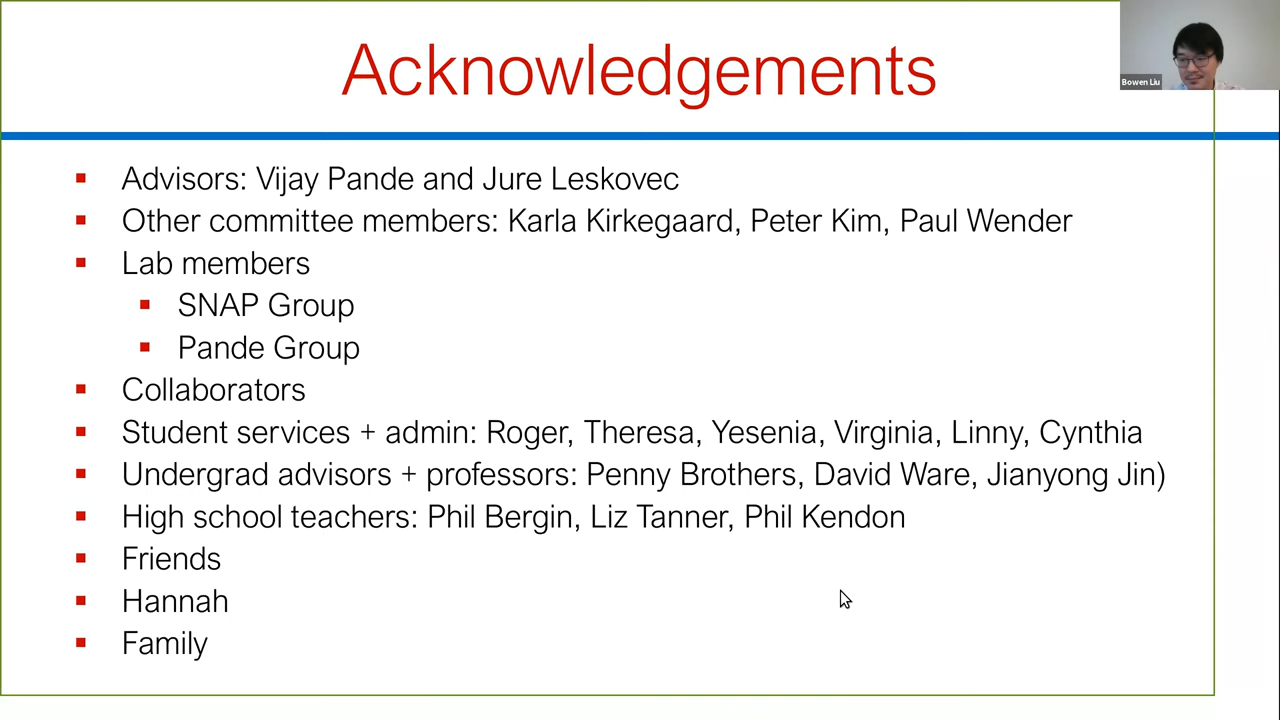 Acknowledgements
Bowen Liu
Advisors: Vijay Pande and Jure Leskovec
Other committee members: Karla Kirkegaard, Peter Kim, Paul Wender
Lab members
SNAP Group
Pande Group
Collaborators
Student services + admin: Roger, Theresa, Yesenia, Virginia, Linny, Cynthia
Undergrad advisors + professors: Penny Brothers, David Ware, Jianyong Jin)
High school teachers: Phil Bergin, Liz Tanner, Phil Kendon
Friends
Hannah
Family